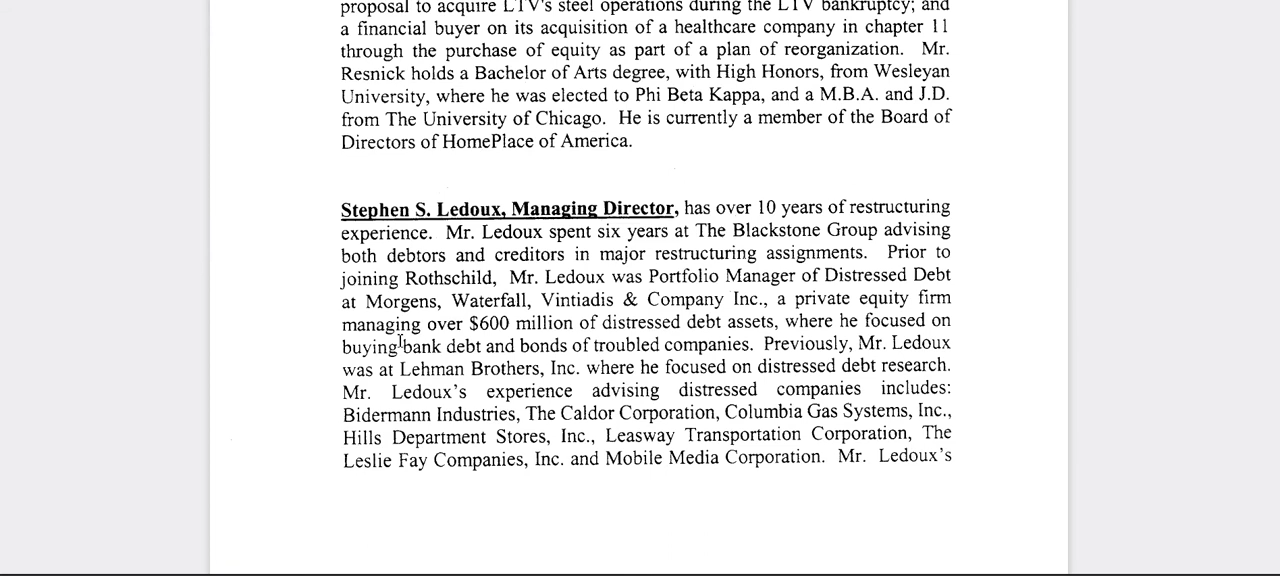 proposal to acquire LTV's steel operations during the LTV bankruptcy; and
a financial buyer on its acquisition of a healthcare company in chapter 11
through the purchase of equity as part of a plan of reorganization. Mr.
Resnick holds a Bachelor of Arts degree, with High Honors, from Wesleyan
University, where he was elected to Phi Beta Kappa, and a M.B.A. and J.D.
from The University of Chicago. He is currently a member of the Board of
Directors of HomePlace of America.
Stephen S. Ledoux, Managing Director, has over 10 years of restructuring
experience. Mr. Ledoux spent six years at The Blackstone Group advising
both debtors and creditors in major restructuring assignments. Prior to
joining Rothschild, Mr. Ledoux was Portfolio Manager of Distressed Debt
at Morgens, Waterfall, Vintiadis & Company Inc., a private equity firm
managing over $600 million of distressed debt assets, where he focused on
buying bank debt and bonds of troubled companies. Previously, Mr. Ledoux
was at Lehman Brothers, Inc. where he focused on distressed debt research.
Mr. Ledoux's experience advising distressed companies includes:
Bidermann Industries, The Caldor Corporation, Columbia Gas Systems, Inc.,
Hills Department Stores, Inc., Leasway Transportation Corporation, The
Leslie Fay Companies, Inc. and Mobile Media Corporation. Mr. Ledoux's